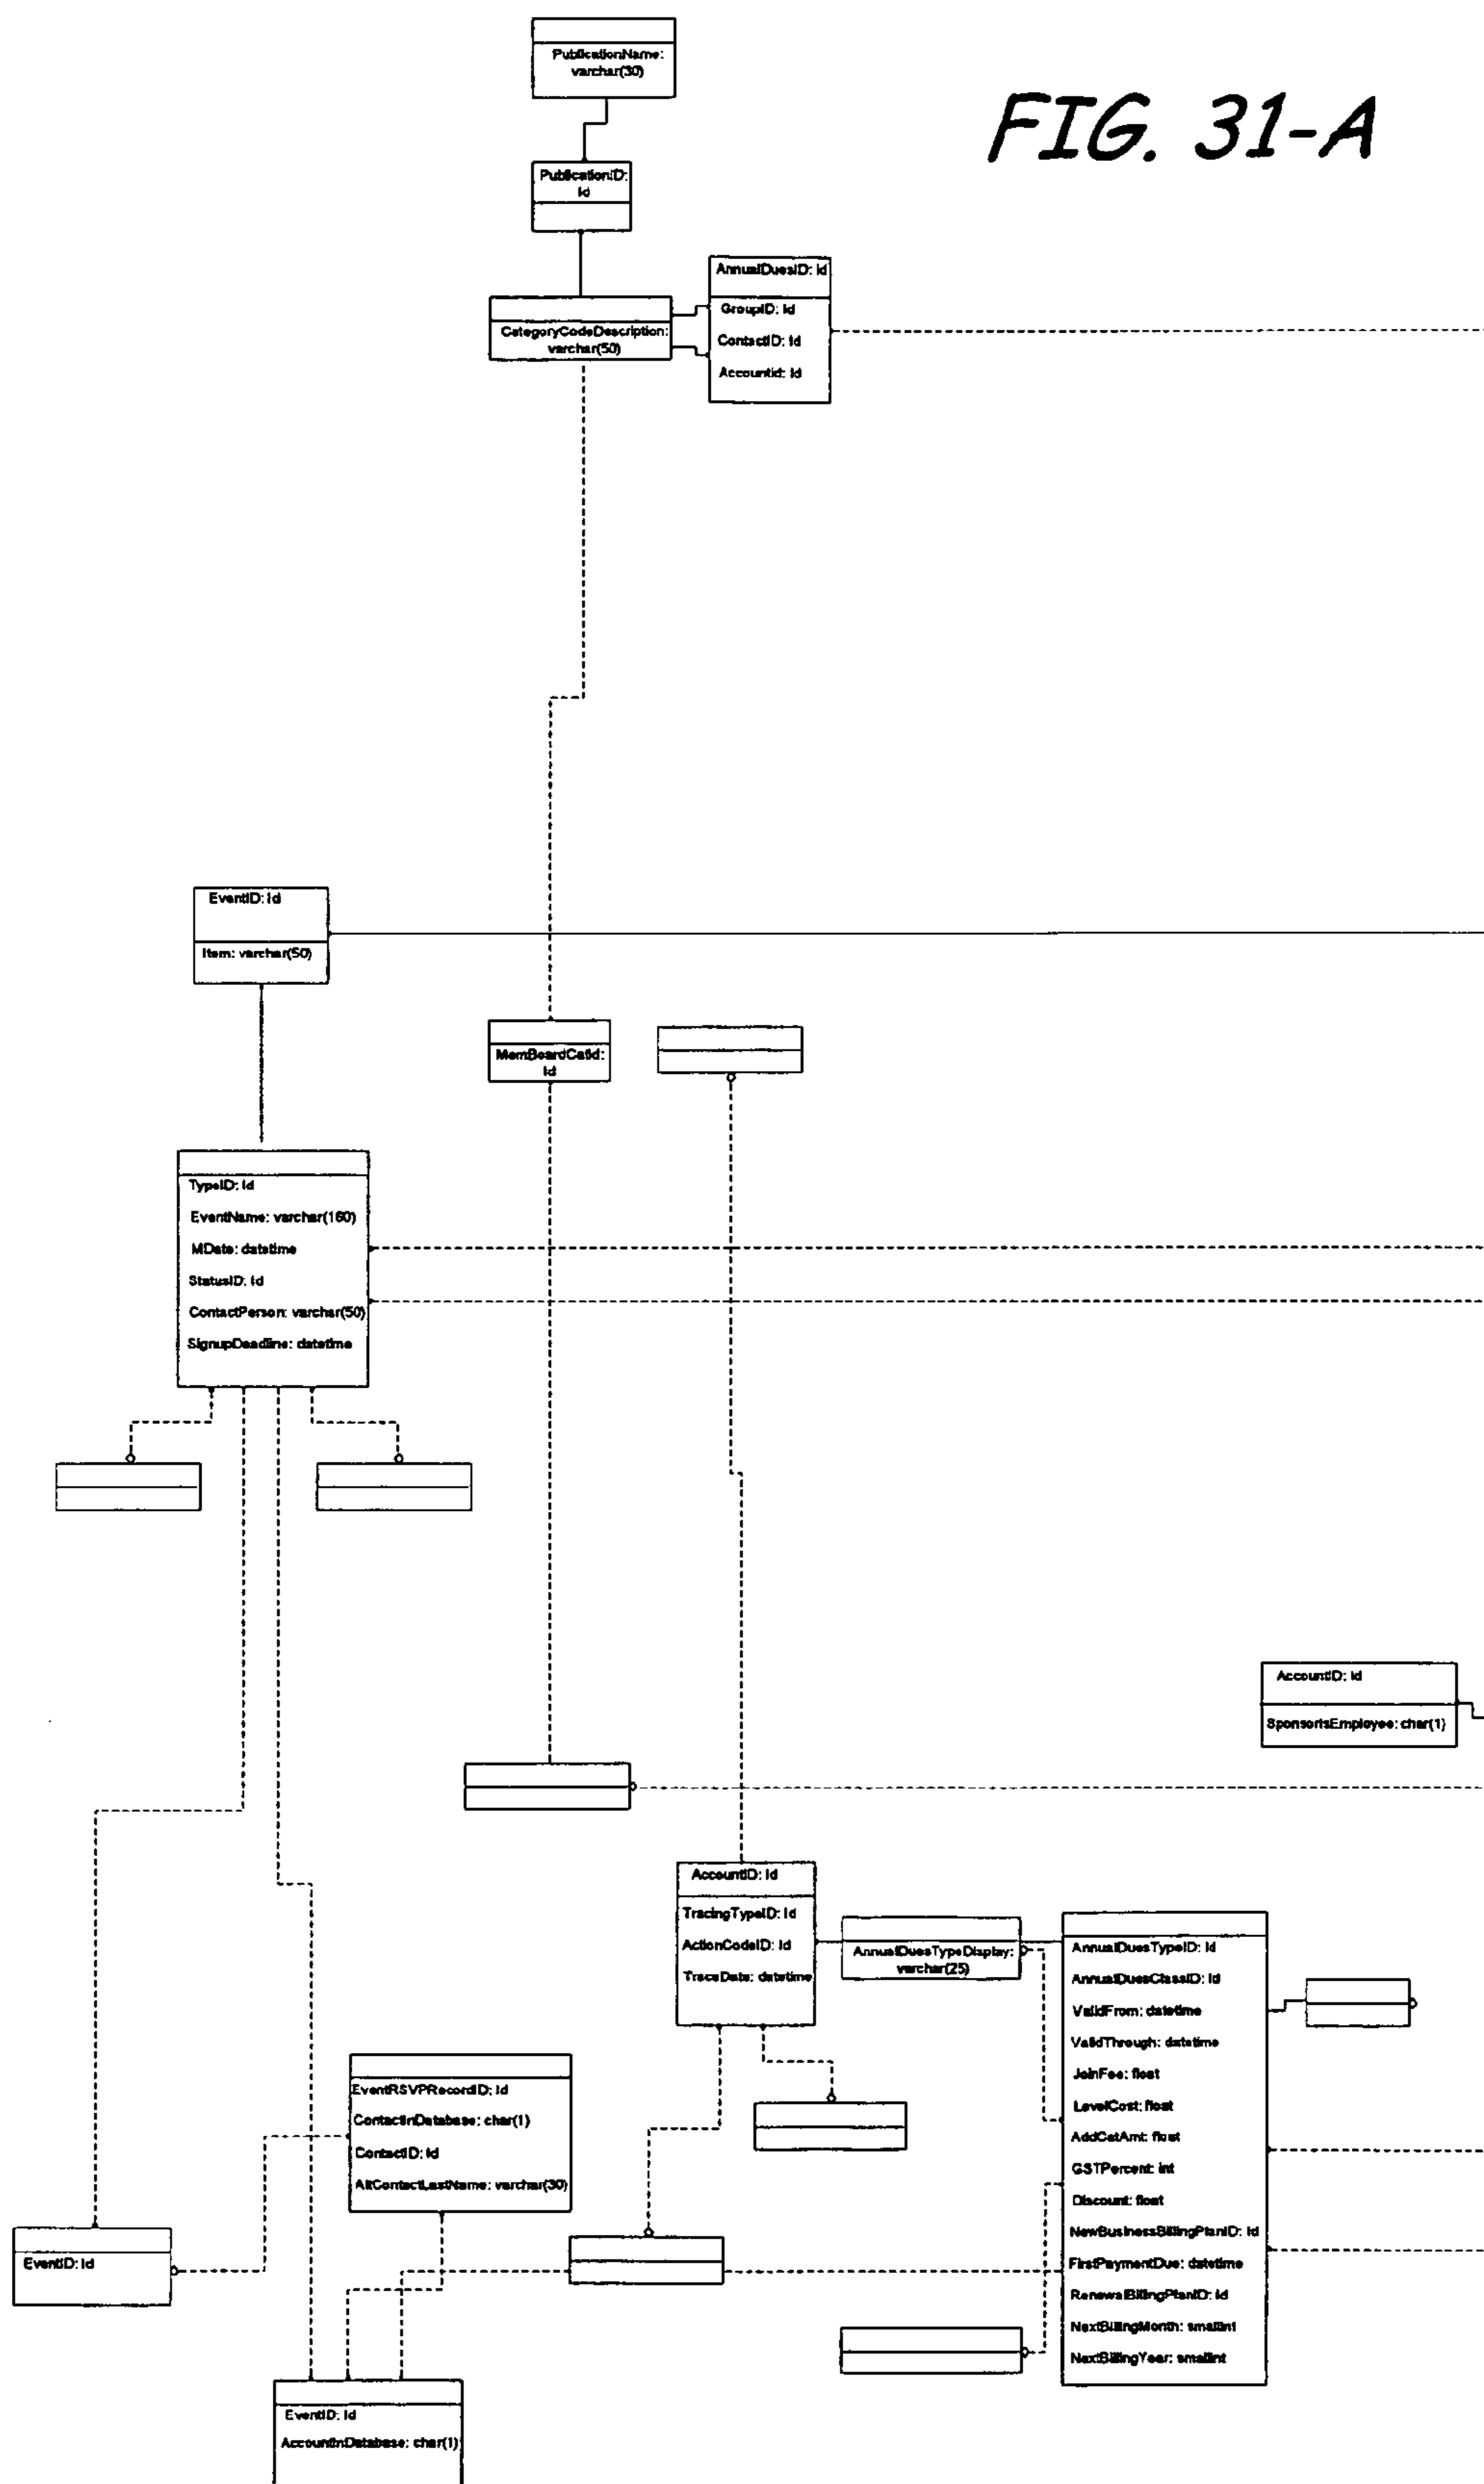 FIG. 31-A
PublicationName:
varchar(30)
PublicationID:
Id
AnnualDuesID: Id
GroupID: Id
ContactID: Id
Accountid: Id
CategoryCodeDescription:
varchar(50)
EventID: Id
Item: varchar(50)
MemBoardCatId:
Id
TypeID: Id
EventName: varchar(160)
MDate: datetime
StatusID: Id
ContactPerson: varchar(50)
SignupDeadline: datetime
AccountID: Id
SponsorIsEmployee: char(1)
AccountID: Id
TracingTypeID: Id
ActionCodeID: Id
TraceDate: datetime
AnnualDuesTypeDisplay:
varchar(25)
AnnualDuesTypeID: Id
AnnualDuesClassID: Id
ValidFrom: datetime
ValidThrough: datetime
JoinFee: float
LevelCost: float
AddCatAmt: float
GSTPercent: int
Discount: float
NewBusinessBillingPlanID: Id
FirstPaymentDue: datetime
RenewalBillingPlanID: Id
NextBillingMonth: smallint
NextBillingYear: smallint
EventRSVPRecordID: Id
ContactInDatabase: char(1)
ContactID: Id
AltContactLastName: varchar(30)
EventID: Id
EventID: Id
AccountInDatabase: char(1)